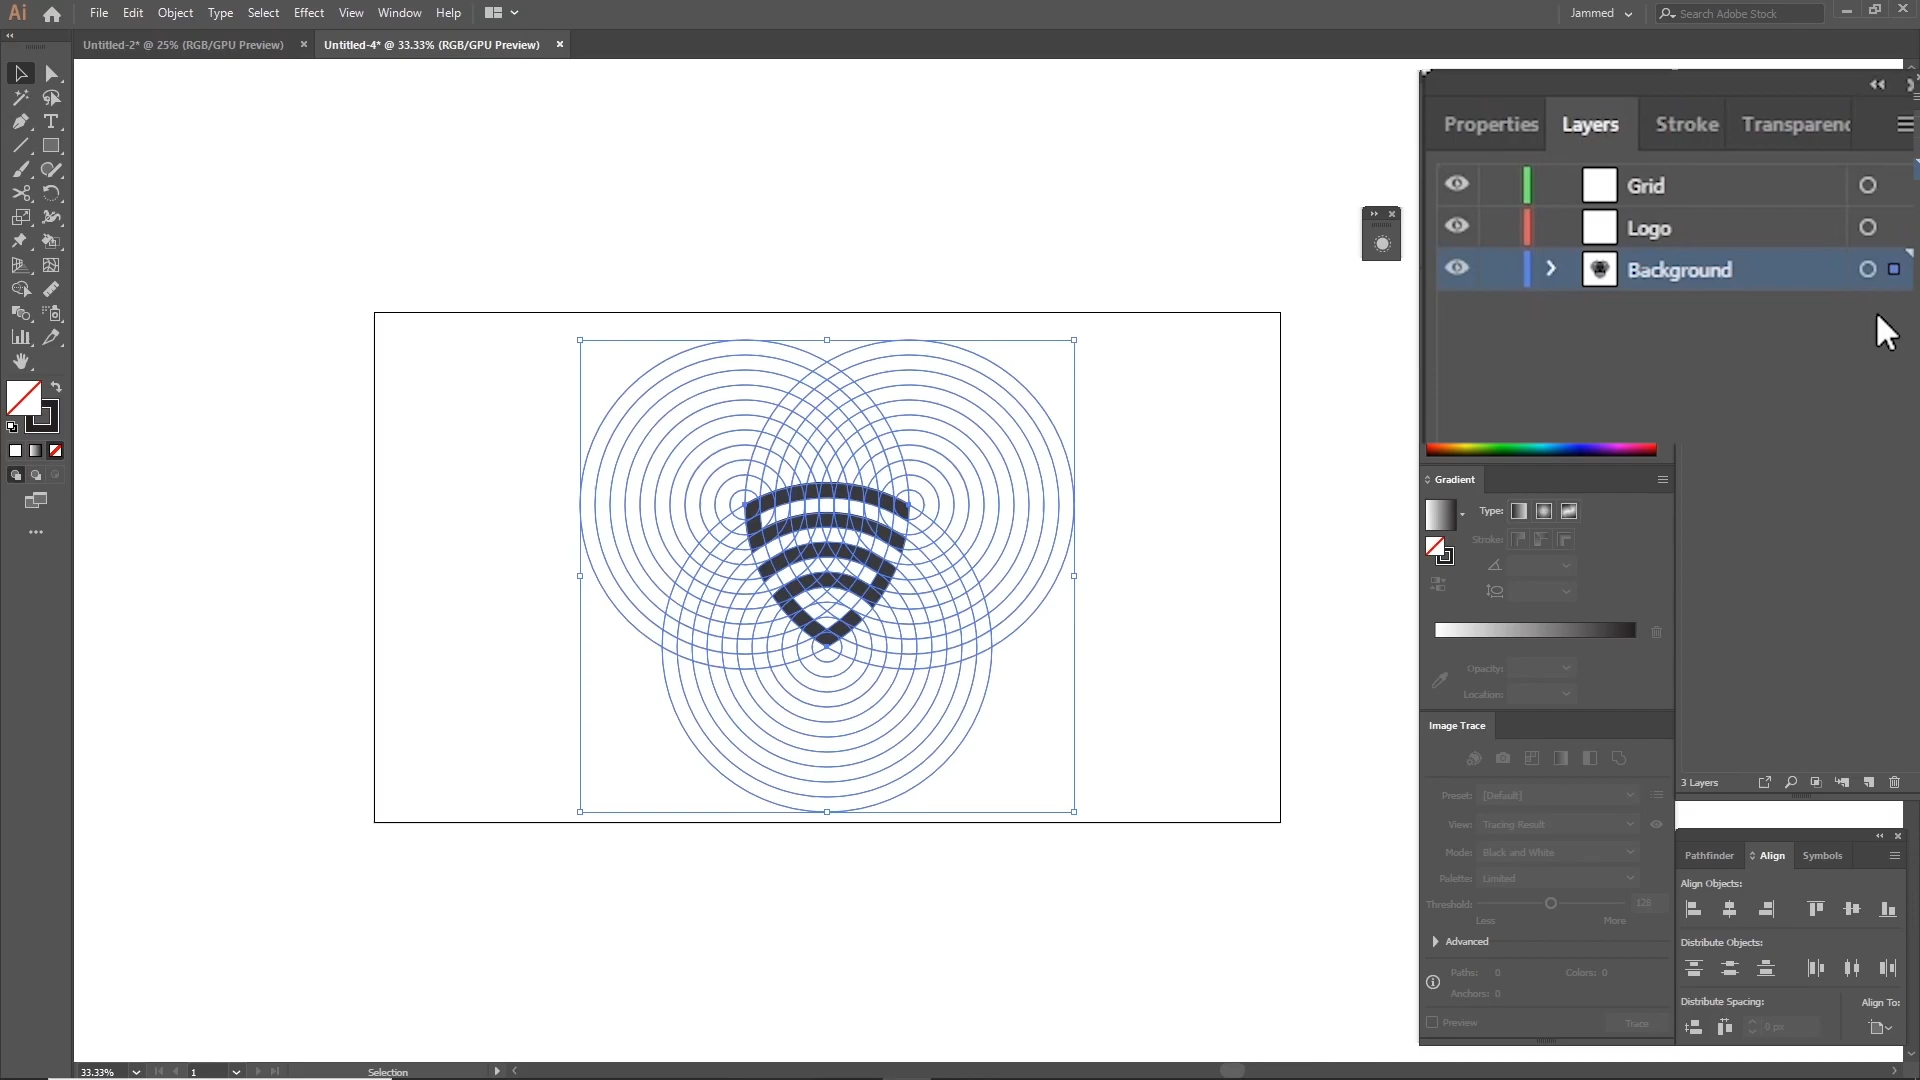 Ai File Edit Object Type Select Effect View Window Help Jammed Search Adobe Stock
Untitled-2* @ 25% (RGB/GPU Preview) × Untitled-4* @ 33.33% (RGB/GPU Preview) ×
Properties Layers Stroke Transparenc
Grid
Logo
Background
Gradient
Type:
Stroke:
Opacity:
Location:
Image Trace
Preset: [Default]
View: Tracing Result
Mode: Black and White
Palette: Limited
Threshold: 128
Less More
Advanced
Paths: 0 Colors: 0
Anchors: 0
Preview Trace
3 Layers
Pathfinder Align Symbols
Align Objects:
Distribute Objects:
Distribute Spacing: Align To:
0 px
33.33% 1 Selection